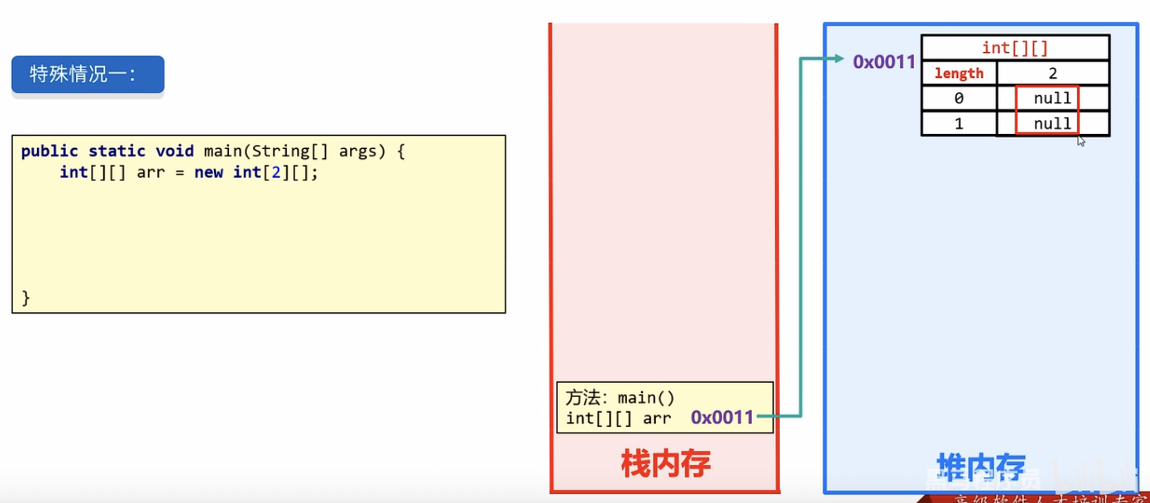 特殊情况一:
public static void main(String[] args) {
int[][] arr = new int[2][];
}
方法: main()
int[][] arr 0x0011
栈内存
0x0011
int[][]
length 2
0 null
1 null
堆内存